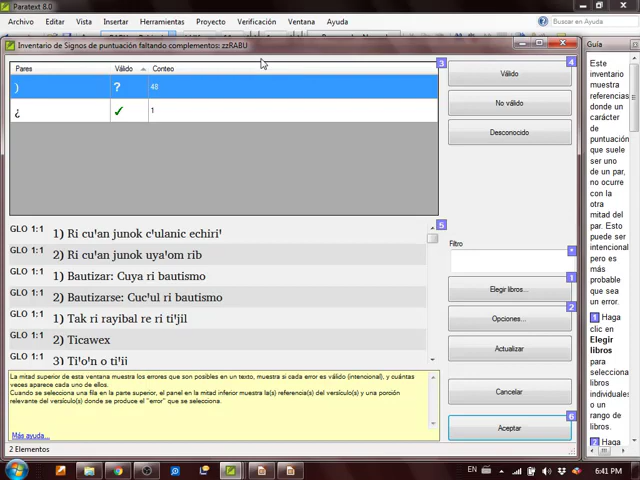 Paratext 8.0
Archivo Editar Vista Insertar Herramientas Proyecto Verificación Ventana Ayuda
Buscar en Biblia
Inventario de Signos de puntuación faltando complementos: zzRABU
Guía
Pares Válido Conteo
) ? 48
¿ ✓ 1
3
4
Válido
No válido
Desconocido
5
GLO 1:1 1) Ri cu'an junok c'ulanic echiri'
GLO 1:1 2) Ri cu'an junok uya'om rib
GLO 1:1 1) Bautizar: Cuya ri bautismo
GLO 1:1 2) Bautizarse: Cuc'ul ri bautismo
GLO 1:1 1) Tak ri rayibal re ri ti'jil
GLO 1:1 2) Ticawex
GLO 1:1 3) Ti'o'n o ti'ij
Filtro
*
1
Elegir libros...
2
Opciones...
Actualizar
Cancelar
6
Aceptar
La mitad superior de esta ventana muestra los errores que son posibles en un texto, muestra si cada error es válido (intencional), y cuántas
veces aparece cada uno de ellos.
Cuando se selecciona una fila en la parte superior, el panel en la mitad inferior muestra la(s) referencia(s) del versículo(s) y una porción
relevante del versículo(s) donde se produce el "error" que se selecciona.
Más ayuda...
2 Elementos
Este
inventario
muestra
referencias
donde un
carácter
de
puntuación
que suele
ser uno
de un par,
no ocurre
con la
otra mitad
del par.
Esto puede
ser
intencional
pero es
más
probable
que sea
un error.
1 Haga
clic en
Elegir
libros
para
seleccionar
libros
individuales
o un
rango de
libros.
2 Haga
EN
6:41 PM